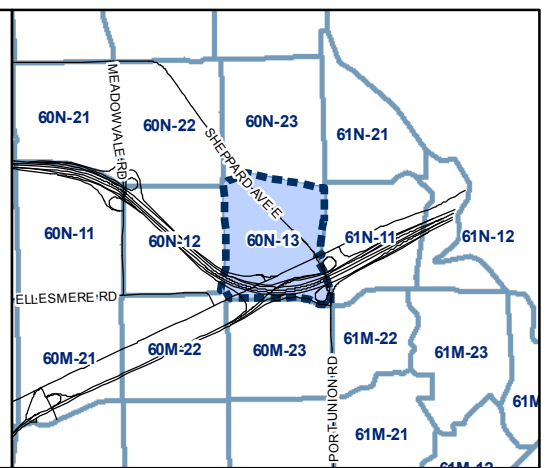 MEADOWVALE RD
60N-21
60N-22
60N-23
61N-21
SHEPPARD AVE E
60N-11
60N-12
60N-13
61N-11
61N-12
ELLESMERE RD
60M-21
60M-22
60M-23
61M-22
61M-23
PORT UNION RD
61M-21